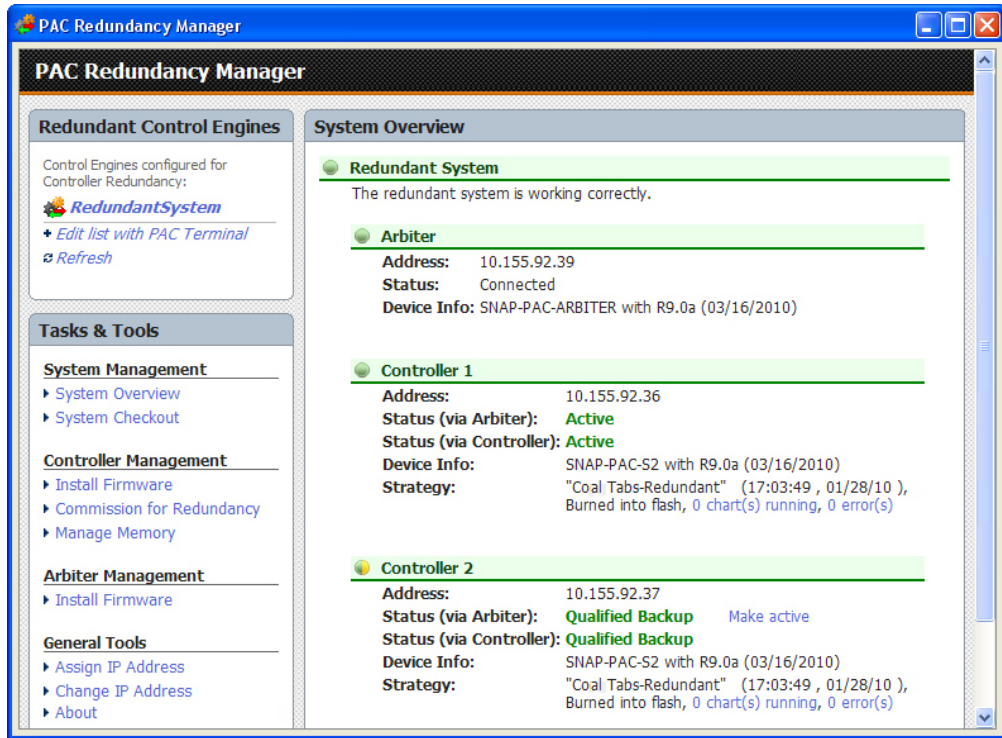 PAC Redundancy Manager
PAC Redundancy Manager
Redundant Control Engines
Control Engines configured for
Controller Redundancy:
RedundantSystem
Edit list with PAC Terminal
Refresh
Tasks & Tools
System Management
System Overview
System Checkout
Controller Management
Install Firmware
Commission for Redundancy
Manage Memory
Arbiter Management
Install Firmware
General Tools
Assign IP Address
Change IP Address
About
System Overview
Redundant System
The redundant system is working correctly.
Arbiter
Address: 10.155.92.39
Status: Connected
Device Info: SNAP-PAC-ARBITER with R9.0a (03/16/2010)
Controller 1
Address: 10.155.92.36
Status (via Arbiter): Active
Status (via Controller): Active
Device Info: SNAP-PAC-S2 with R9.0a (03/16/2010)
Strategy: "Coal Tabs-Redundant" (17:03:49 , 01/28/10 ),
Burned into flash, 0 chart(s) running, 0 error(s)
Controller 2
Address: 10.155.92.37
Status (via Arbiter): Qualified Backup Make active
Status (via Controller): Qualified Backup
Device Info: SNAP-PAC-S2 with R9.0a (03/16/2010)
Strategy: "Coal Tabs-Redundant" (17:03:49 , 01/28/10 ),
Burned into flash, 0 chart(s) running, 0 error(s)